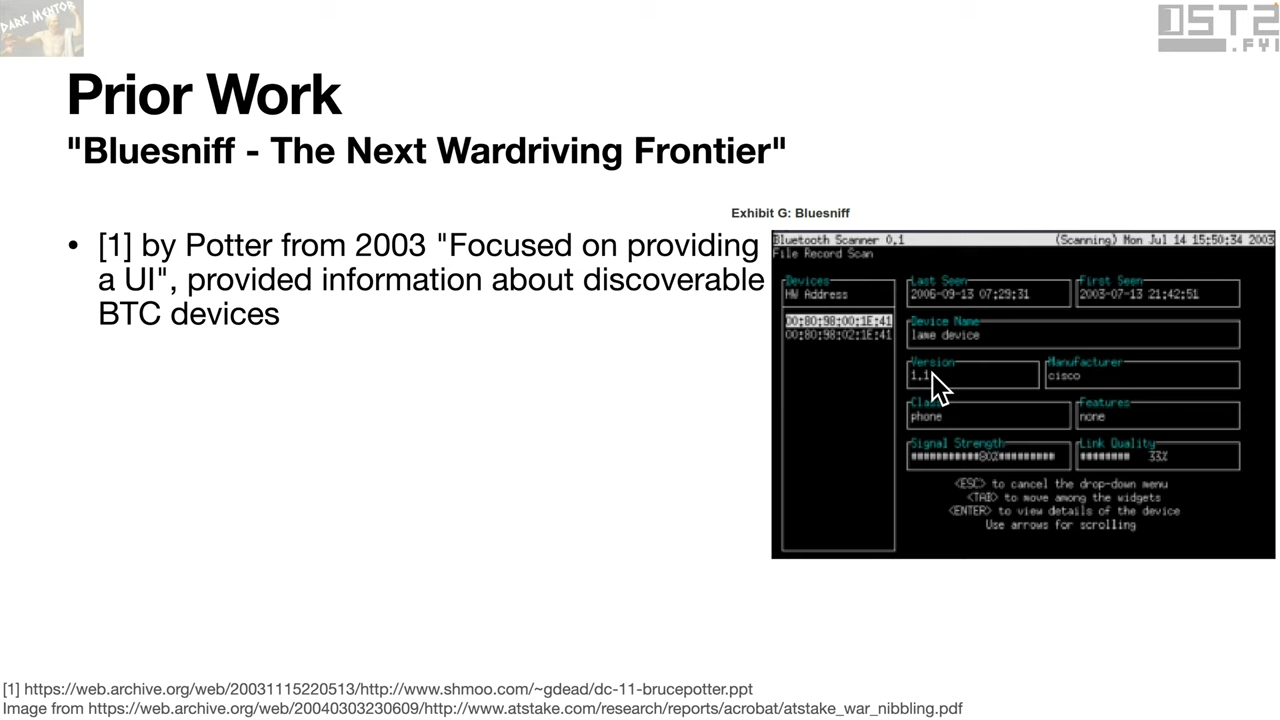 DARK MENTOR
OST2
.FYI
Prior Work
"Bluesniff - The Next Wardriving Frontier"
• [1] by Potter from 2003 "Focused on providing
a UI", provided information about discoverable
BTC devices
Exhibit G: Bluesniff
Bluetooth Scanner 0.1 (Scanning) Mon Jul 14 15:50:34 2003
File Record Scan
Devices Last Seen First Seen
HW Address 2006-09-13 07:29:31 2003-07-13 21:42:51
00:80:98:00:1E:41 Device Name
00:80:98:02:1E:41 lame device
Version Manufacturer
1.1 cisco
Class Features
phone none
Signal Strength Link Quality
80% 33%
<ESC> to cancel the drop-down menu
<TAB> to move among the widgets
<ENTER> to view details of the device
Use arrows for scrolling
[1] https://web.archive.org/web/20031115220513/http://www.shmoo.com/~gdead/dc-11-brucepotter.ppt
Image from https://web.archive.org/web/20040303230609/http://www.atstake.com/research/reports/acrobat/atstake_war_nibbling.pdf